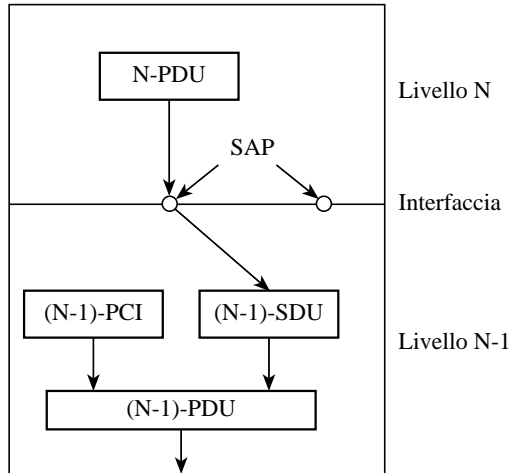 N-PDU
Livello N
SAP
Interfaccia
(N-1)-PCI
(N-1)-SDU
Livello N-1
(N-1)-PDU